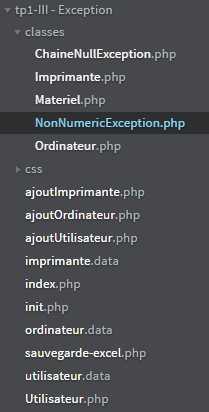 tp1-III - Exception
classes
ChaineNullException.php
Imprimante.php
Materiel.php
NonNumericException.php
Ordinateur.php
css
ajoutImprimante.php
ajoutOrdinateur.php
ajoutUtilisateur.php
imprimante.data
index.php
init.php
ordinateur.data
sauvegarde-excel.php
utilisateur.data
Utilisateur.php